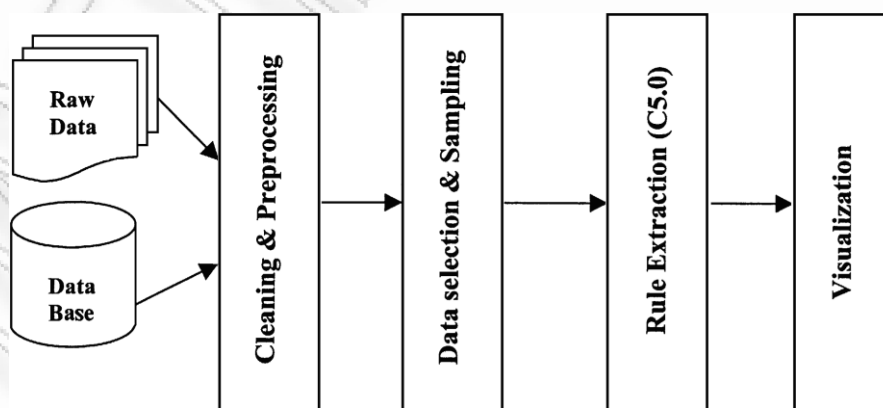 Raw
Data
Data
Base
Cleaning & Preprocessing
Data selection & Sampling
Rule Extraction (C5.0)
Visualization